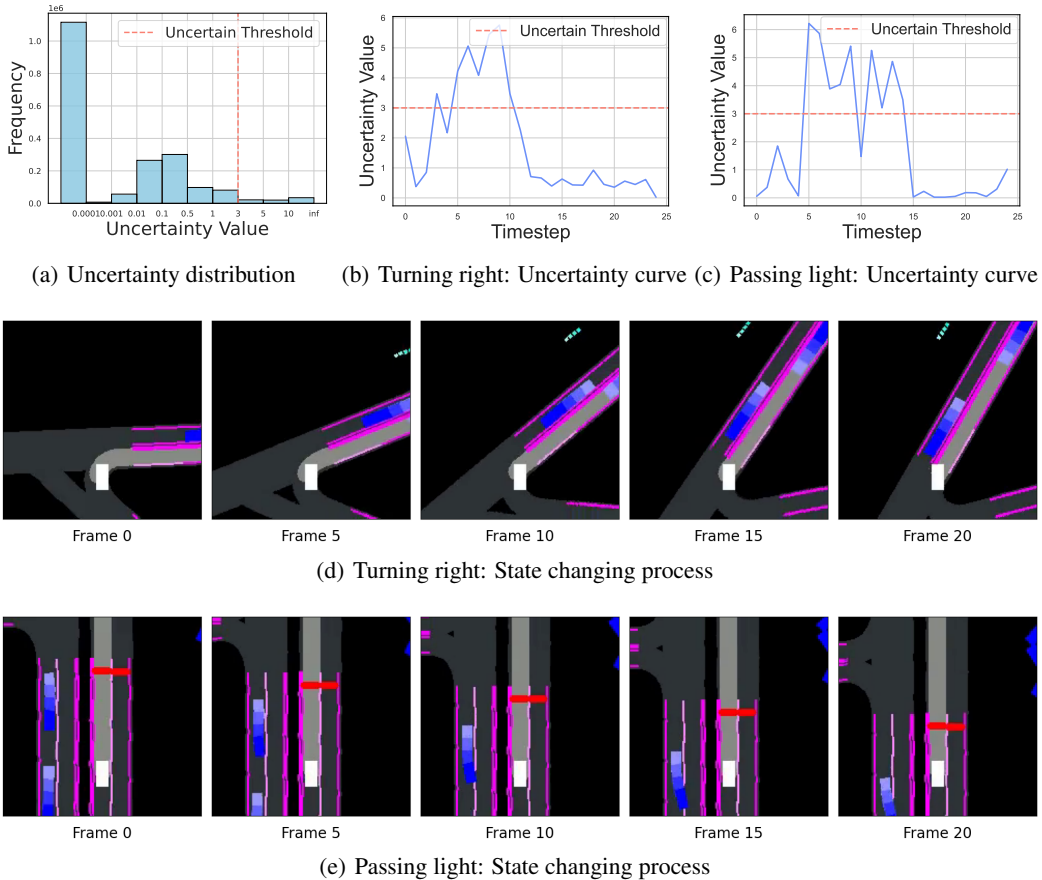 1e6
1.0
0.8
0.6
0.4
0.2
0.0
Frequency
Uncertain Threshold
0.0001 0.001 0.01 0.1 0.5 1 3 5 10 inf
Uncertainty Value
(a) Uncertainty distribution
6
5
4
3
2
1
0
Uncertainty Value
Uncertain Threshold
0 5 10 15 20 25
Timestep
(b) Turning right: Uncertainty curve
6
5
4
3
2
1
0
Uncertainty Value
Uncertain Threshold
0 5 10 15 20 25
Timestep
(c) Passing light: Uncertainty curve
Frame 0 Frame 5 Frame 10 Frame 15 Frame 20
(d) Turning right: State changing process
Frame 0 Frame 5 Frame 10 Frame 15 Frame 20
(e) Passing light: State changing process